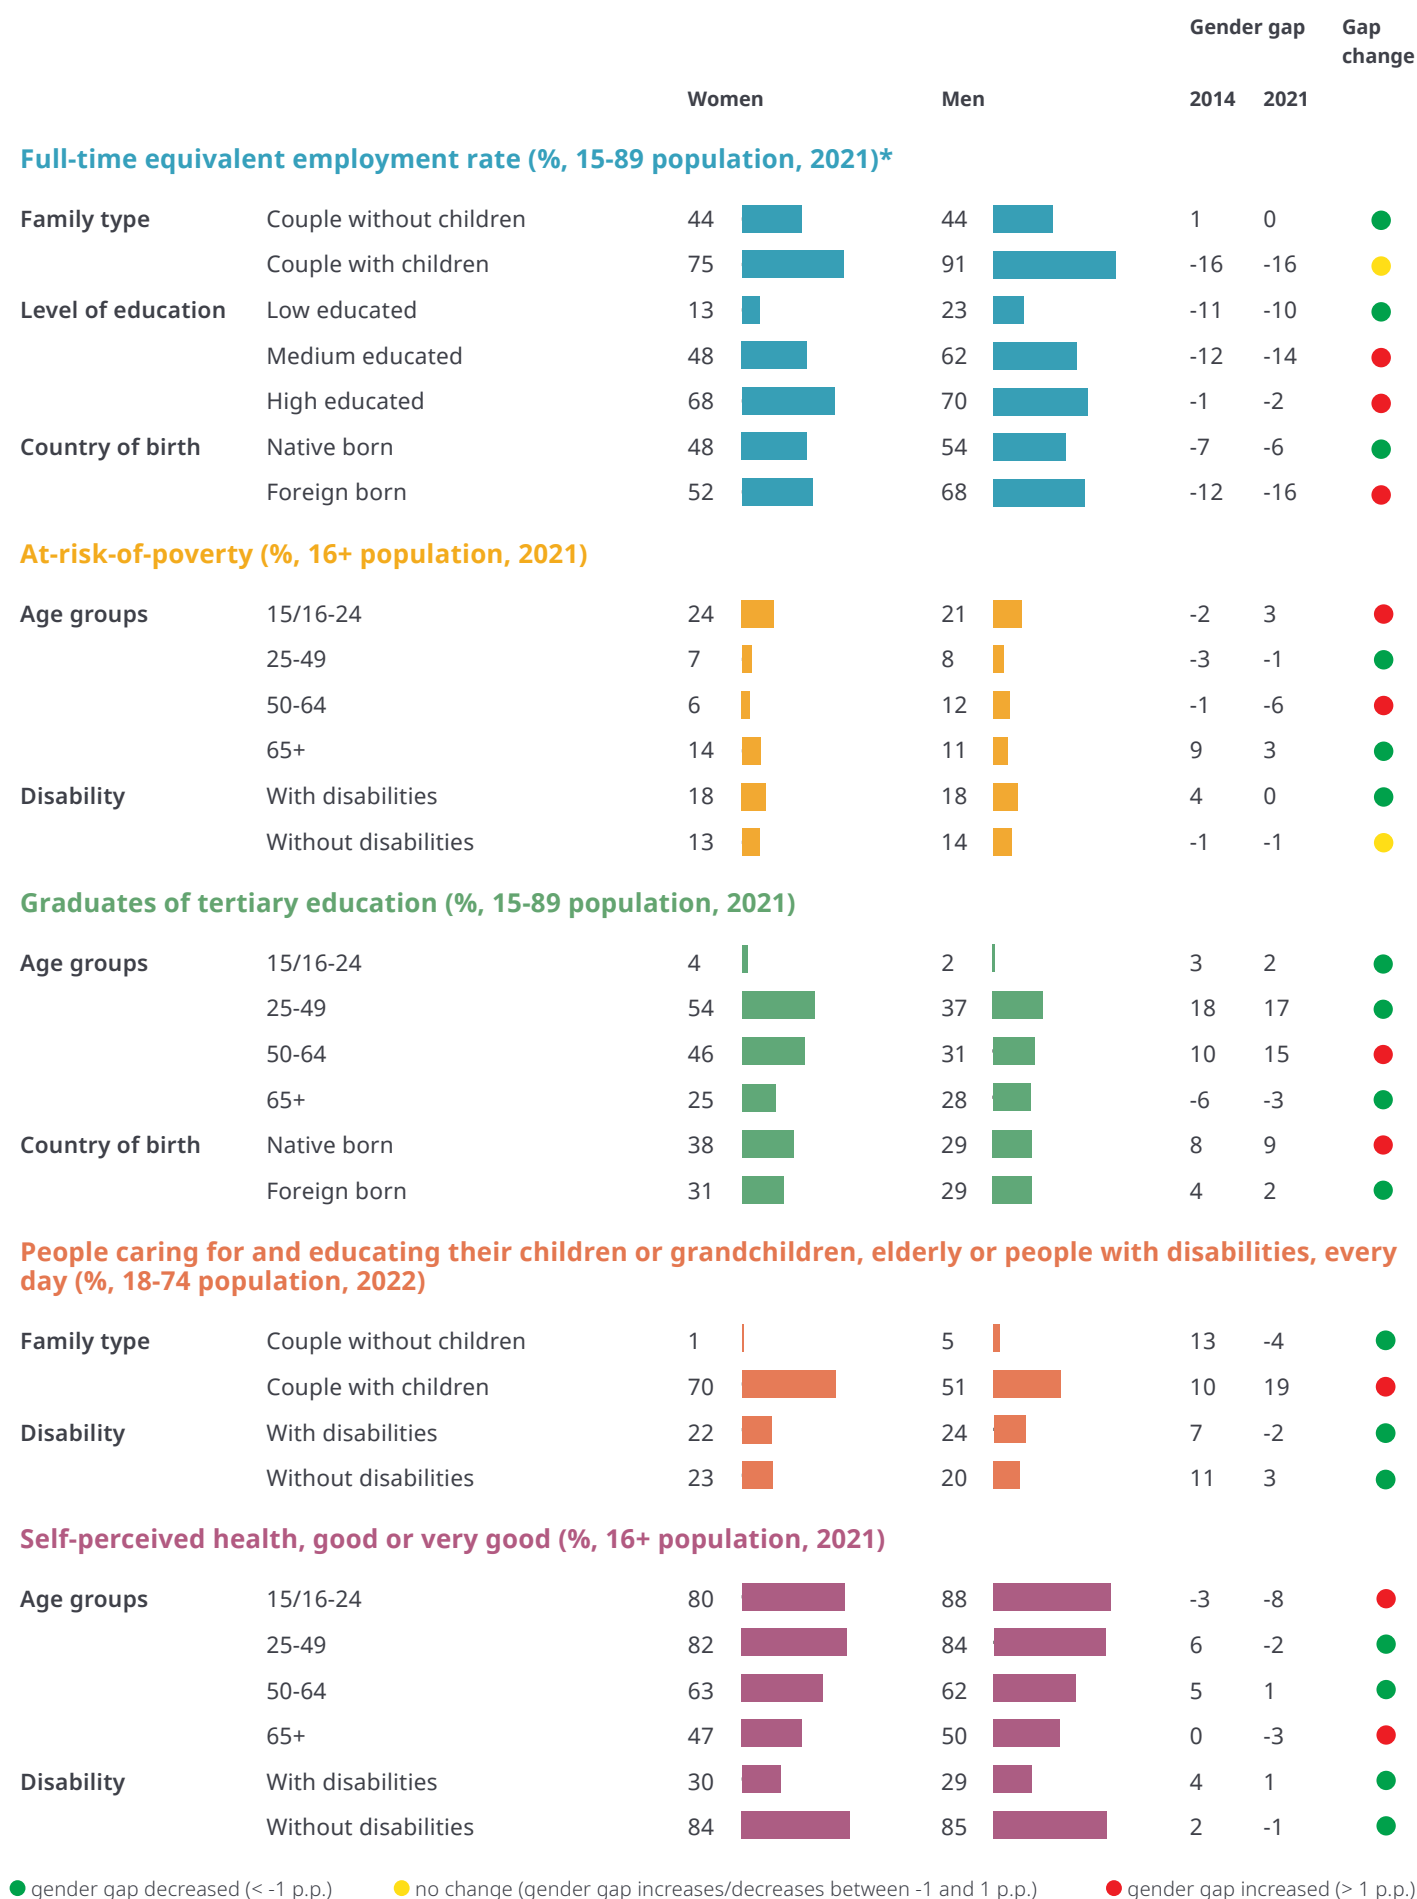 Gender gap Gap
change
Women Men 2014 2021
Full-time equivalent employment rate (%, 15-89 population, 2021)*
Family type Couple without children 44 44 1 0
Couple with children 75 91 -16 -16
Level of education Low educated 13 23 -11 -10
Medium educated 48 62 -12 -14
High educated 68 70 -1 -2
Country of birth Native born 48 54 -7 -6
Foreign born 52 68 -12 -16
At-risk-of-poverty (%, 16+ population, 2021)
Age groups 15/16-24 24 21 -2 3
25-49 7 8 -3 -1
50-64 6 12 -1 -6
65+ 14 11 9 3
Disability With disabilities 18 18 4 0
Without disabilities 13 14 -1 -1
Graduates of tertiary education (%, 15-89 population, 2021)
Age groups 15/16-24 4 2 3 2
25-49 54 37 18 17
50-64 46 31 10 15
65+ 25 28 -6 -3
Country of birth Native born 38 29 8 9
Foreign born 31 29 4 2
People caring for and educating their children or grandchildren, elderly or people with disabilities, every
day (%, 18-74 population, 2022)
Family type Couple without children 1 5 13 -4
Couple with children 70 51 10 19
Disability With disabilities 22 24 7 -2
Without disabilities 23 20 11 3
Self-perceived health, good or very good (%, 16+ population, 2021)
Age groups 15/16-24 80 88 -3 -8
25-49 82 84 6 -2
50-64 63 62 5 1
65+ 47 50 0 -3
Disability With disabilities 30 29 4 1
Without disabilities 84 85 2 -1
gender gap decreased (< -1 p.p.) no change (gender gap increases/decreases between -1 and 1 p.p.) gender gap increased (> 1 p.p.)